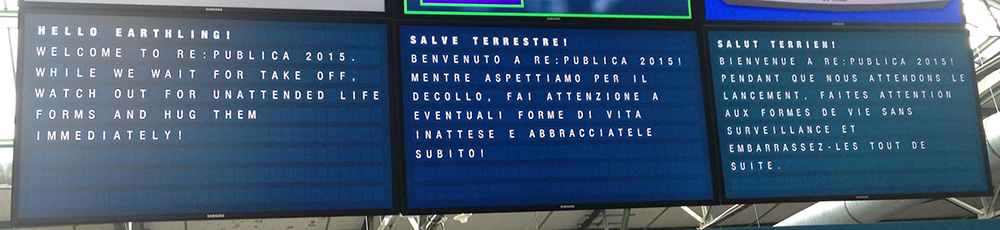 HELLO EARTHLING!
WELCOME TO RE:PUBLICA 2015.
WHILE WE WAIT FOR TAKE OFF,
WATCH OUT FOR UNATTENDED LIFE
FORMS AND HUG THEM
IMMEDIATELY!
SAMSUNG
SALVE TERRESTRE!
BENVENUTO A RE:PUBLICA 2015!
MENTRE ASPETTIAMO PER IL
DECOLLO, FAI ATTENZIONE A
EVENTUALI FORME DI VITA
INATTESE E ABBRACCIATELE
SUBITO!
SAMSUNG
SALUT TERRIEN!
BIENVENUE A RE:PUBLICA 2015!
PENDANT QUE NOUS ATTENDONS LE
LANCEMENT, FAITES ATTENTION
AUX FORMES DE VIE SANS
SURVEILLANCE ET
EMBARRASSEZ-LES TOUT DE
SUITE.
SAMSUNG